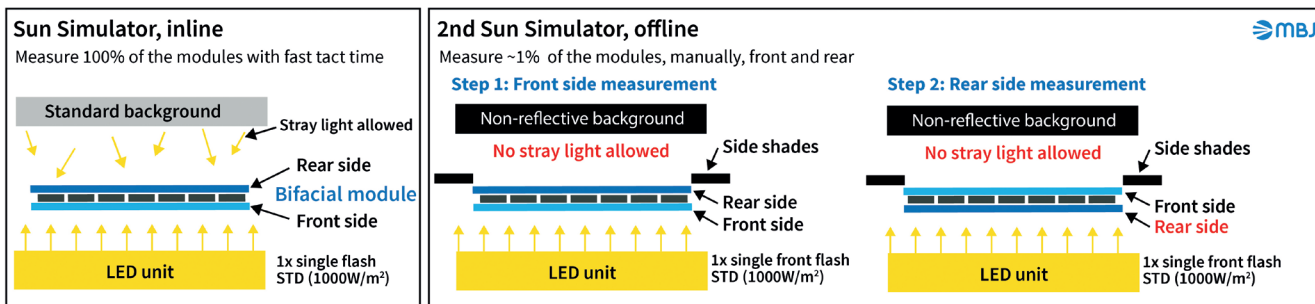 Sun Simulator, inline
Measure 100% of the modules with fast tact time
Standard background
Stray light allowed
Rear side
Bifacial module
Front side
LED unit
1x single flash
STD (1000W/m²)
2nd Sun Simulator, offline
MBJ
Measure ~1% of the modules, manually, front and rear
Step 1: Front side measurement
Non-reflective background
No stray light allowed
Side shades
Rear side
Front side
LED unit
1x single front flash
STD (1000W/m²)
Step 2: Rear side measurement
Non-reflective background
No stray light allowed
Side shades
Front side
Rear side
LED unit
1x single front flash
STD (1000W/m²)